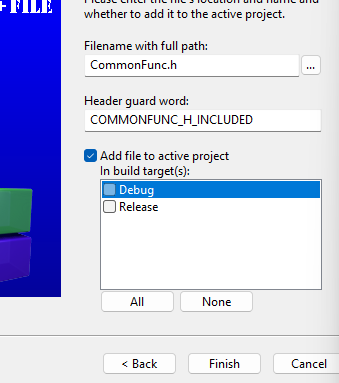 +FILE
Please enter the file's location and name and
whether to add it to the active project.
Filename with full path:
CommonFunc.h
...
Header guard word:
COMMONFUNC_H_INCLUDED
Add file to active project
In build target(s):
Debug
Release
All
None
< Back
Finish
Cancel